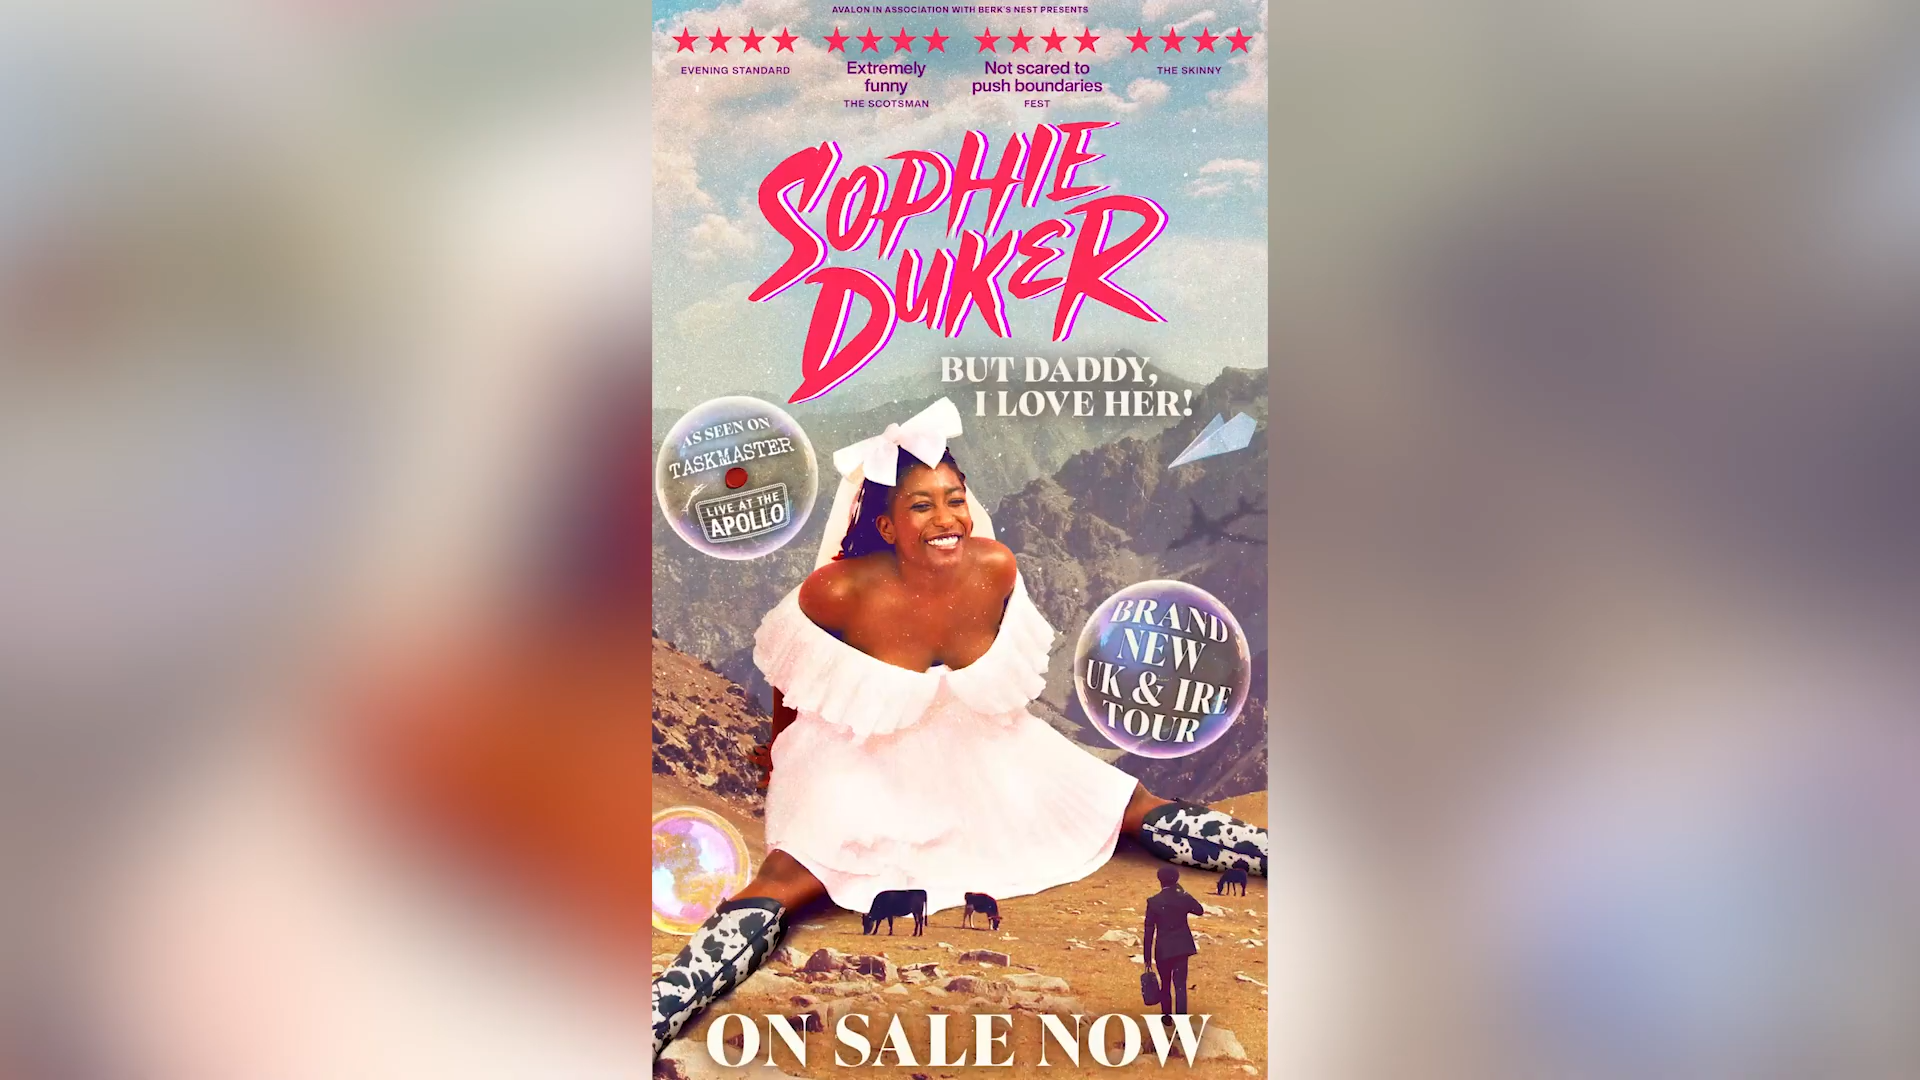 AVALON IN ASSOCIATION WITH BERK'S NEST PRESENTS
EVENING STANDARD
Extremely
funny
THE SCOTSMAN
Not scared to
push boundaries
FEST
THE SKINNY
SOPHIE
DUKER
BUT DADDY,
I LOVE HER!
AS SEEN ON
TASKMASTER
LIVE AT THE
APOLLO
BRAND
NEW
UK & IRE
TOUR
ON SALE NOW